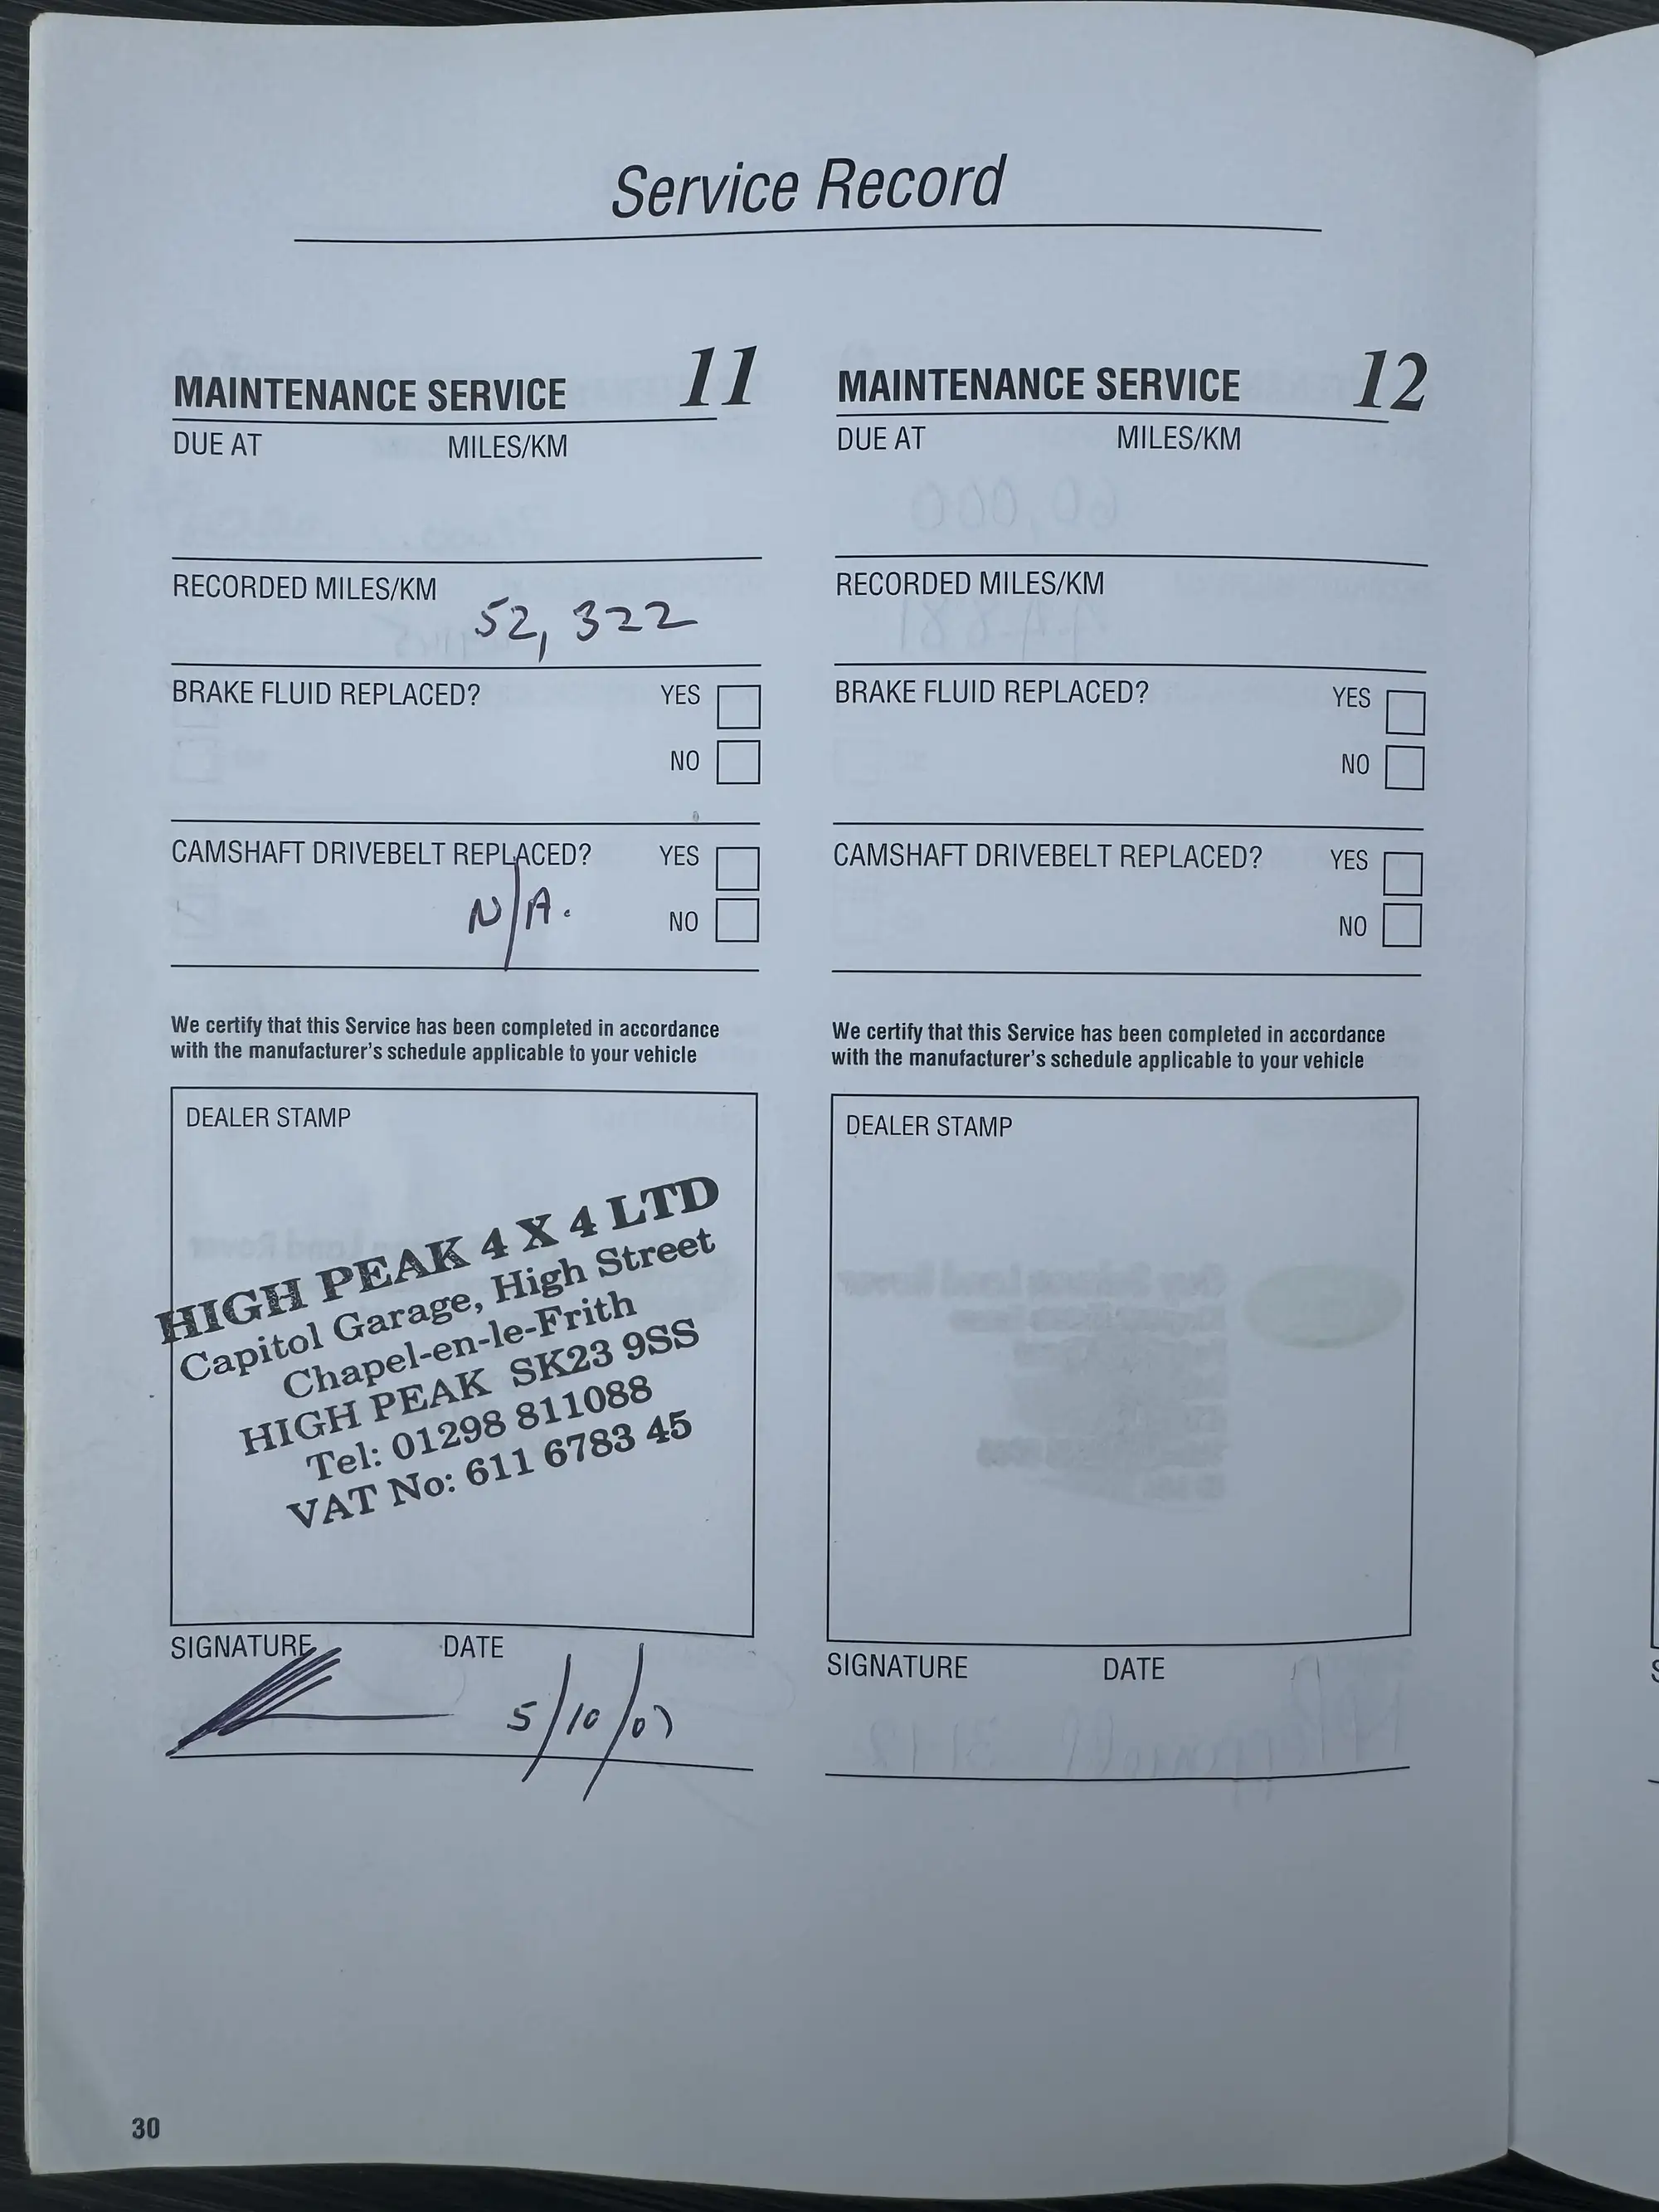 Service Record
MAINTENANCE SERVICE 11
DUE AT MILES/KM
RECORDED MILES/KM 52,322
BRAKE FLUID REPLACED? YES
NO
CAMSHAFT DRIVEBELT REPLACED? YES
N/A. NO
We certify that this Service has been completed in accordance
with the manufacturer's schedule applicable to your vehicle
DEALER STAMP
HIGH PEAK 4 X 4 LTD
Capitol Garage, High Street
Chapel-en-le-Frith
HIGH PEAK SK23 9SS
Tel: 01298 811088
VAT No: 611 6783 45
SIGNATURE DATE
5/10/07
MAINTENANCE SERVICE 12
DUE AT MILES/KM
RECORDED MILES/KM
BRAKE FLUID REPLACED? YES
NO
CAMSHAFT DRIVEBELT REPLACED? YES
NO
We certify that this Service has been completed in accordance
with the manufacturer's schedule applicable to your vehicle
DEALER STAMP
SIGNATURE DATE
30